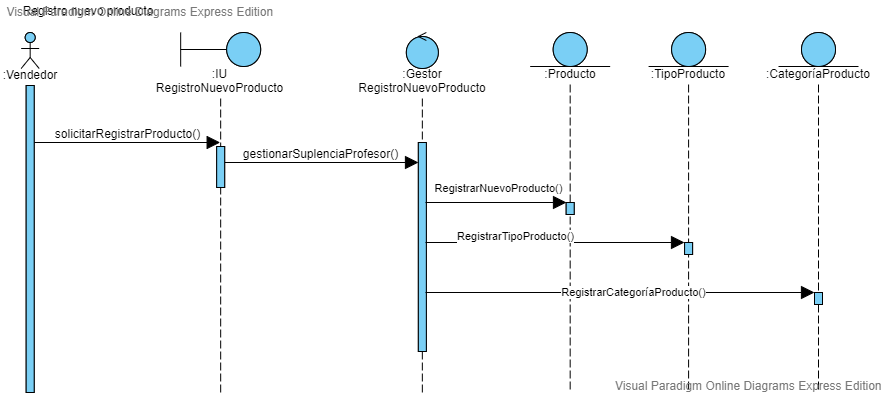 Visual Paradigm Online Diagrams Express Edition
Registro nuevo producto
:Vendedor
:IU
RegistroNuevoProducto
:Gestor
RegistroNuevoProducto
:Producto
:TipoProducto
:CategoríaProducto
solicitarRegistrarProducto()
gestionarSuplenciaProfesor()
RegistrarNuevoProducto()
RegistrarTipoProducto()
RegistrarCategoríaProducto()
Visual Paradigm Online Diagrams Express Edition